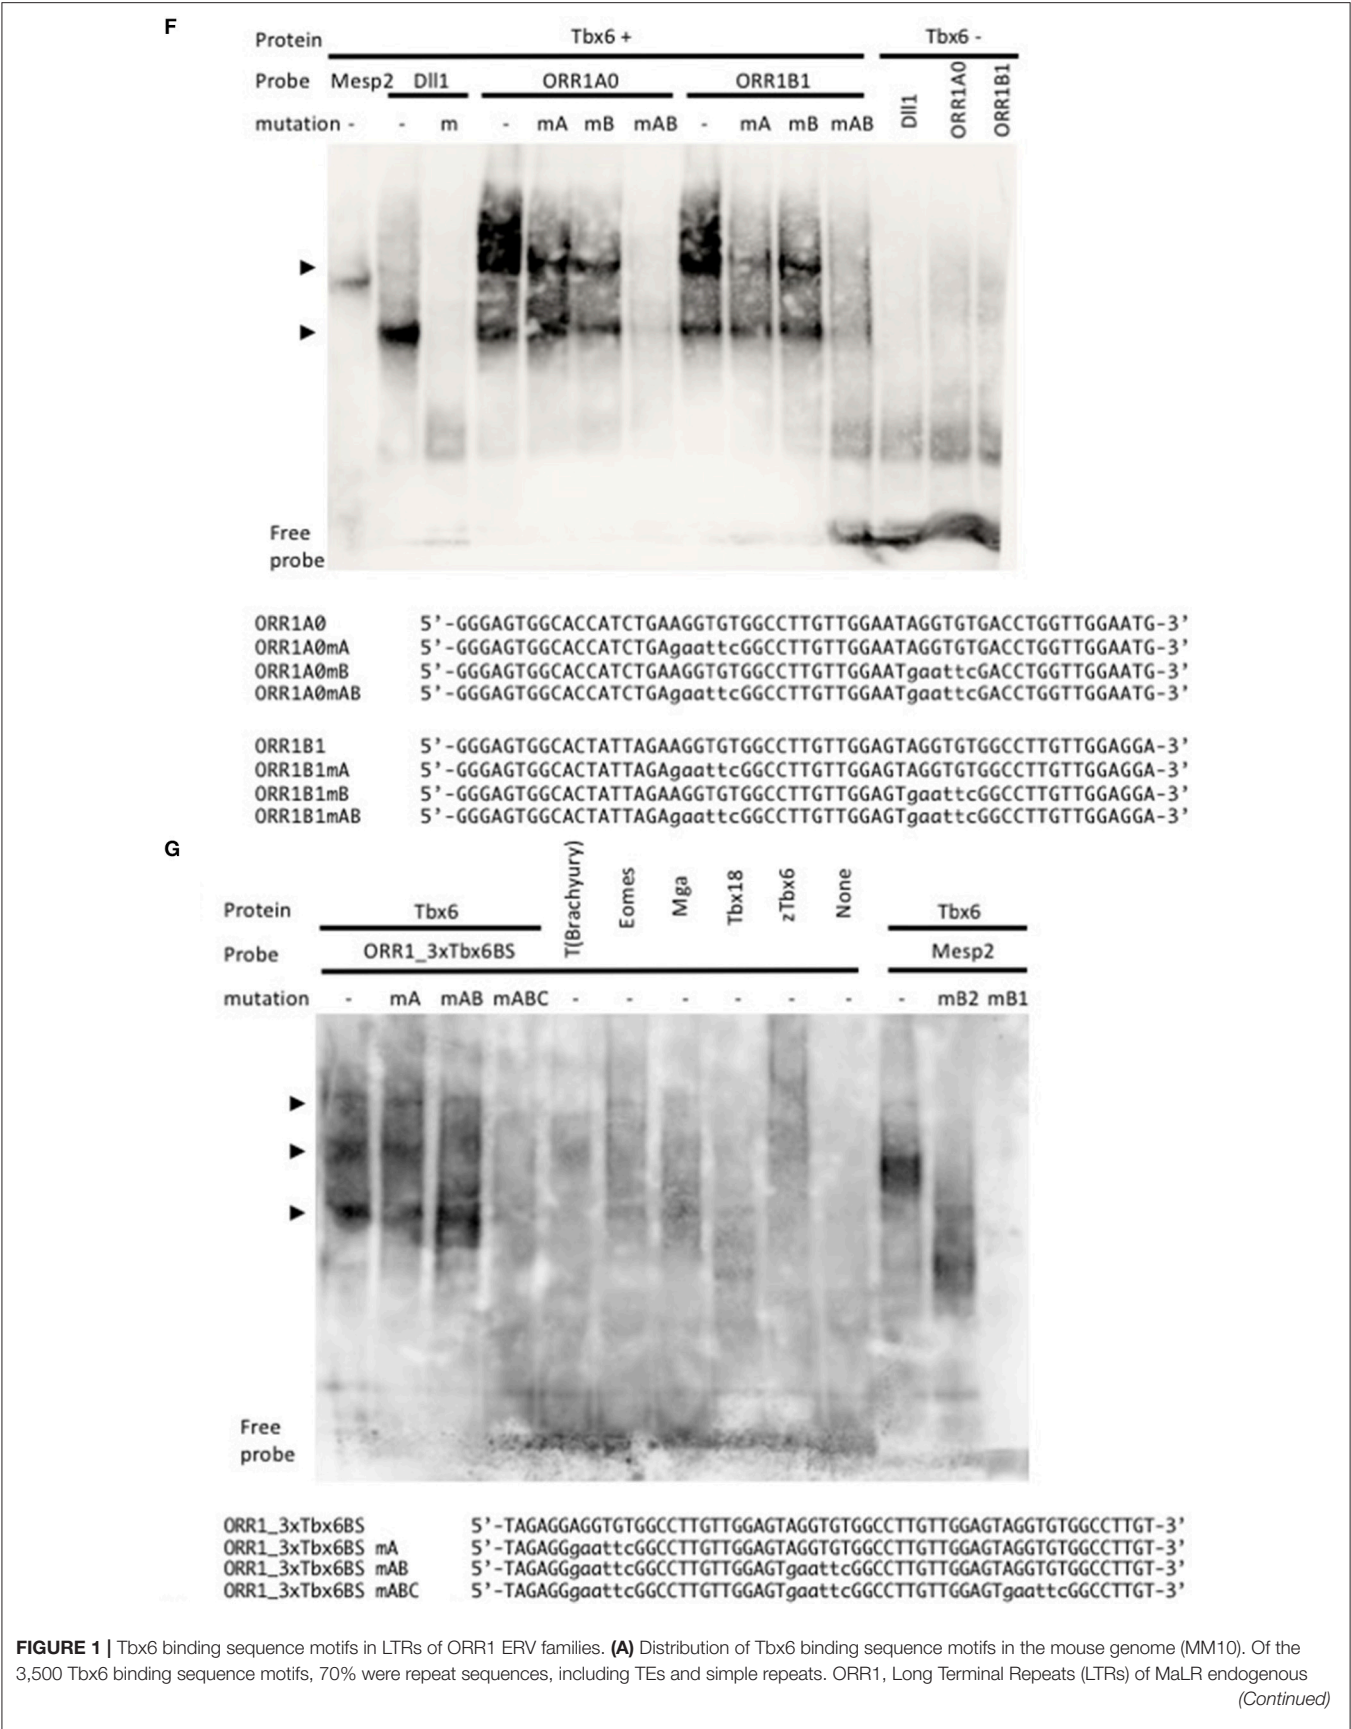 F
Protein Tbx6 + Tbx6 -
Probe Mesp2 Dll1 ORR1A0 ORR1B1 Dll1 ORR1A0 ORR1B1
mutation - - m - mA mB mAB - mA mB mAB
Free
probe
ORR1A0 5’-GGGAGTGGCACCATCTGAAGGTGTGGCCTTGTTGGAATAGGTGTGACCTGGTTGGAATG-3’
ORR1A0mA 5’-GGGAGTGGCACCATCTGAgaattcGGCCTTGTTGGAATAGGTGTGACCTGGTTGGAATG-3’
ORR1A0mB 5’-GGGAGTGGCACCATCTGAAGGTGTGGCCTTGTTGGAATgaattcGACCTGGTTGGAATG-3’
ORR1A0mAB 5’-GGGAGTGGCACCATCTGAgaattcGGCCTTGTTGGAATgaattcGACCTGGTTGGAATG-3’
ORR1B1 5’-GGGAGTGGCACTATTAGAAGGTGTGGCCTTGTTGGAGTAGGTGTGGCCTTGTTGGAGGA-3’
ORR1B1mA 5’-GGGAGTGGCACTATTAGAgaattcGGCCTTGTTGGAGTAGGTGTGGCCTTGTTGGAGGA-3’
ORR1B1mB 5’-GGGAGTGGCACTATTAGAAGGTGTGGCCTTGTTGGAGTgaattcGGCCTTGTTGGAGGA-3’
ORR1B1mAB 5’-GGGAGTGGCACTATTAGAgaattcGGCCTTGTTGGAGTgaattcGGCCTTGTTGGAGGA-3’
G
Protein Tbx6 T(Brachyury) Eomes Mga Tbx18 zTbx6 None Tbx6
Probe ORR1_3xTbx6BS Mesp2
mutation - mA mAB mABC - - - - - - - mB2 mB1
Free
probe
ORR1_3xTbx6BS 5’-TAGAGGAGGTGTGGCCTTGTTGGAGTAGGTGTGGCCTTGTTGGAGTAGGTGTGGCCTTGT-3’
ORR1_3xTbx6BS mA 5’-TAGAGGgaattcGGCCTTGTTGGAGTAGGTGTGGCCTTGTTGGAGTAGGTGTGGCCTTGT-3’
ORR1_3xTbx6BS mAB 5’-TAGAGGgaattcGGCCTTGTTGGAGTgaattcGGCCTTGTTGGAGTAGGTGTGGCCTTGT-3’
ORR1_3xTbx6BS mABC 5’-TAGAGGgaattcGGCCTTGTTGGAGTgaattcGGCCTTGTTGGAGTgaattcGGCCTTGT-3’
FIGURE 1 | Tbx6 binding sequence motifs in LTRs of ORR1 ERV families. (A) Distribution of Tbx6 binding sequence motifs in the mouse genome (MM10). Of the
3,500 Tbx6 binding sequence motifs, 70% were repeat sequences, including TEs and simple repeats. ORR1, Long Terminal Repeats (LTRs) of MaLR endogenous
(Continued)